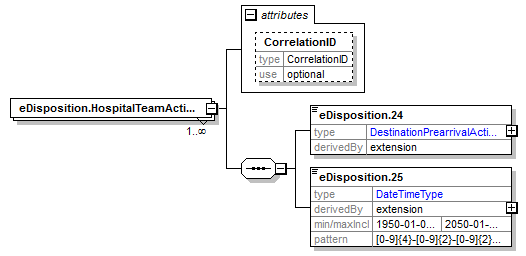 attributes
CorrelationID
type CorrelationID
use optional
eDisposition.HospitalTeamActi...
1..∞
eDisposition.24
type DestinationPrearrivalActi...
derivedBy extension
eDisposition.25
type DateTimeType
derivedBy extension
min/maxIncl 1950-01-0... 2050-01-...
pattern [0-9]{4}-[0-9]{2}-[0-9]{2}...